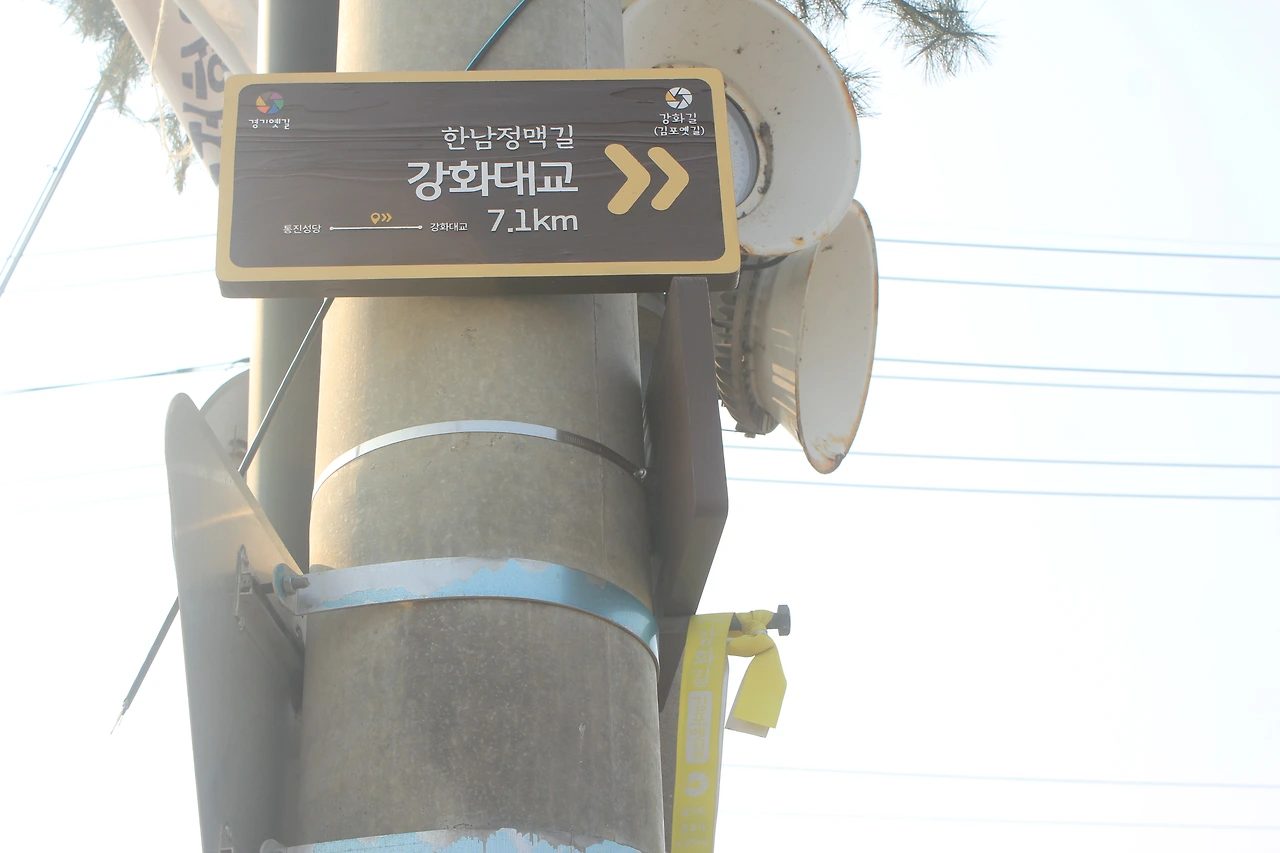 경기옛길
강화길
(김포옛길)
한남정맥길
강화대교
7.1km
통진성당
강화대교